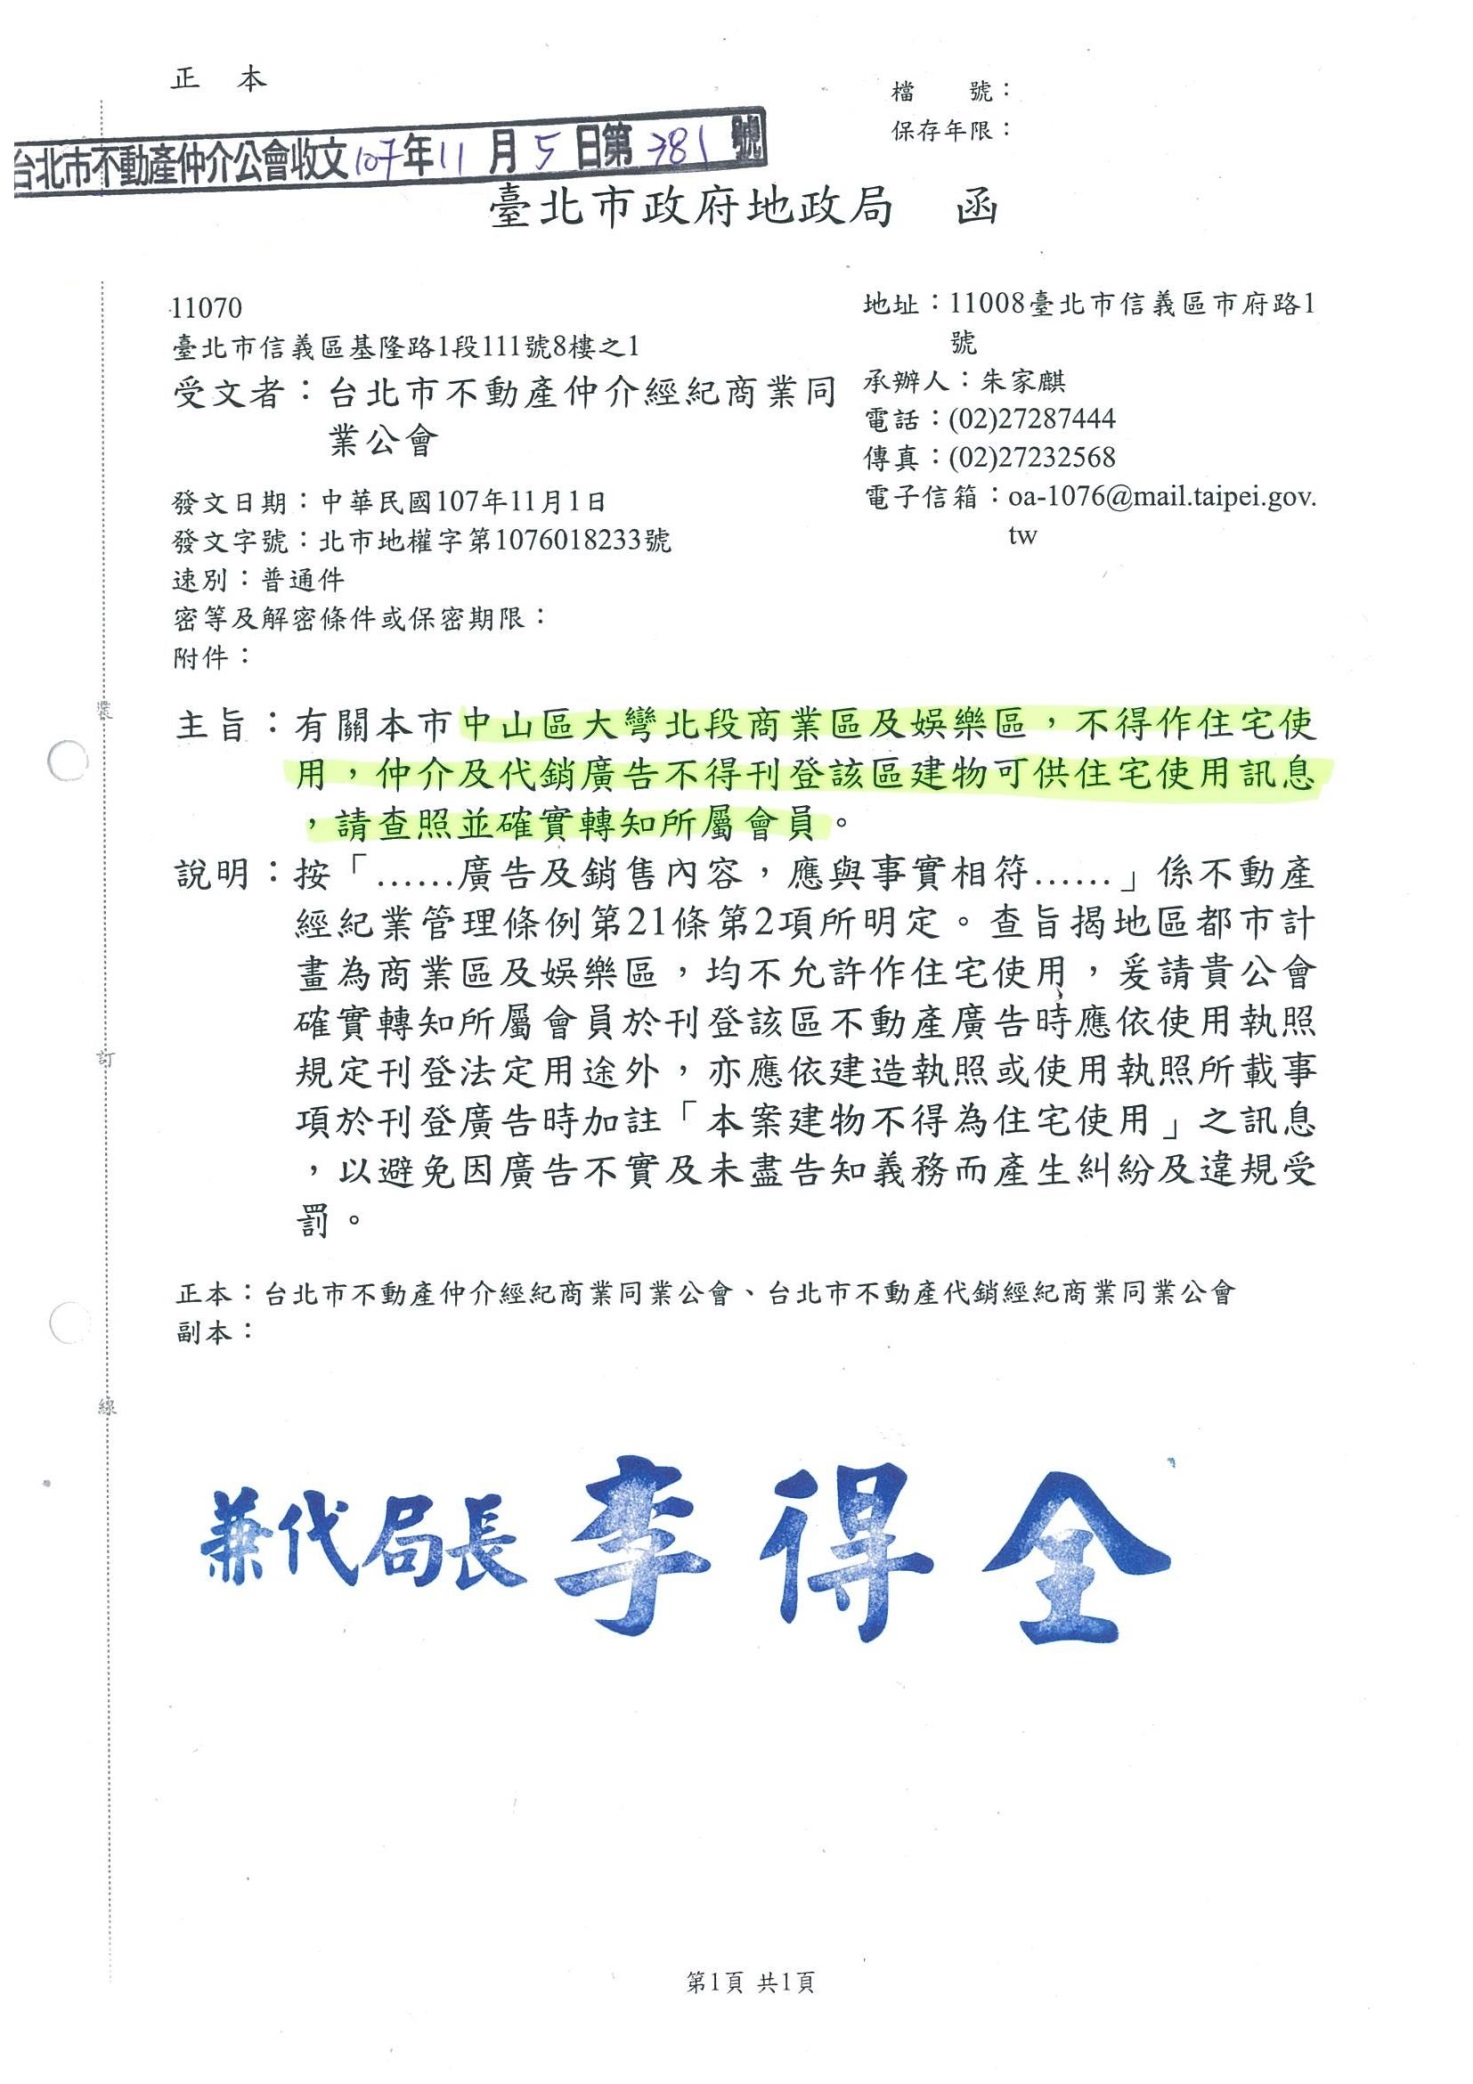 正 本
檔 號：
保存年限：
台北市不動產仲介公會收文107年11月5日第781號
臺北市政府地政局 函
11070
臺北市信義區基隆路1段111號8樓之1
受文者：台北市不動產仲介經紀商業同
業公會
地址：11008臺北市信義區市府路1
號
承辦人：朱家麒
電話：(02)27287444
傳真：(02)27232568
電子信箱：oa-1076@mail.taipei.gov.
tw
發文日期：中華民國107年11月1日
發文字號：北市地權字第1076018233號
速別：普通件
密等及解密條件或保密期限：
附件：
主旨：有關本市中山區大彎北段商業區及娛樂區，不得作住宅使
用，仲介及代銷廣告不得刊登該區建物可供住宅使用訊息
，請查照並確實轉知所屬會員。
說明：按「……廣告及銷售內容，應與事實相符……」係不動產
經紀業管理條例第21條第2項所明定。查旨揭地區都市計
畫為商業區及娛樂區，均不允許作住宅使用，爰請貴公會
確實轉知所屬會員於刊登該區不動產廣告時應依使用執照
規定刊登法定用途外，亦應依建造執照或使用執照所載事
項於刊登廣告時加註「本案建物不得為住宅使用」之訊息
，以避免因廣告不實及未盡告知義務而產生糾紛及違規受
罰。
正本：台北市不動產仲介經紀商業同業公會、台北市不動產代銷經紀商業同業公會
副本：
裝
訂
線
兼代局長 李得全
第1頁 共1頁